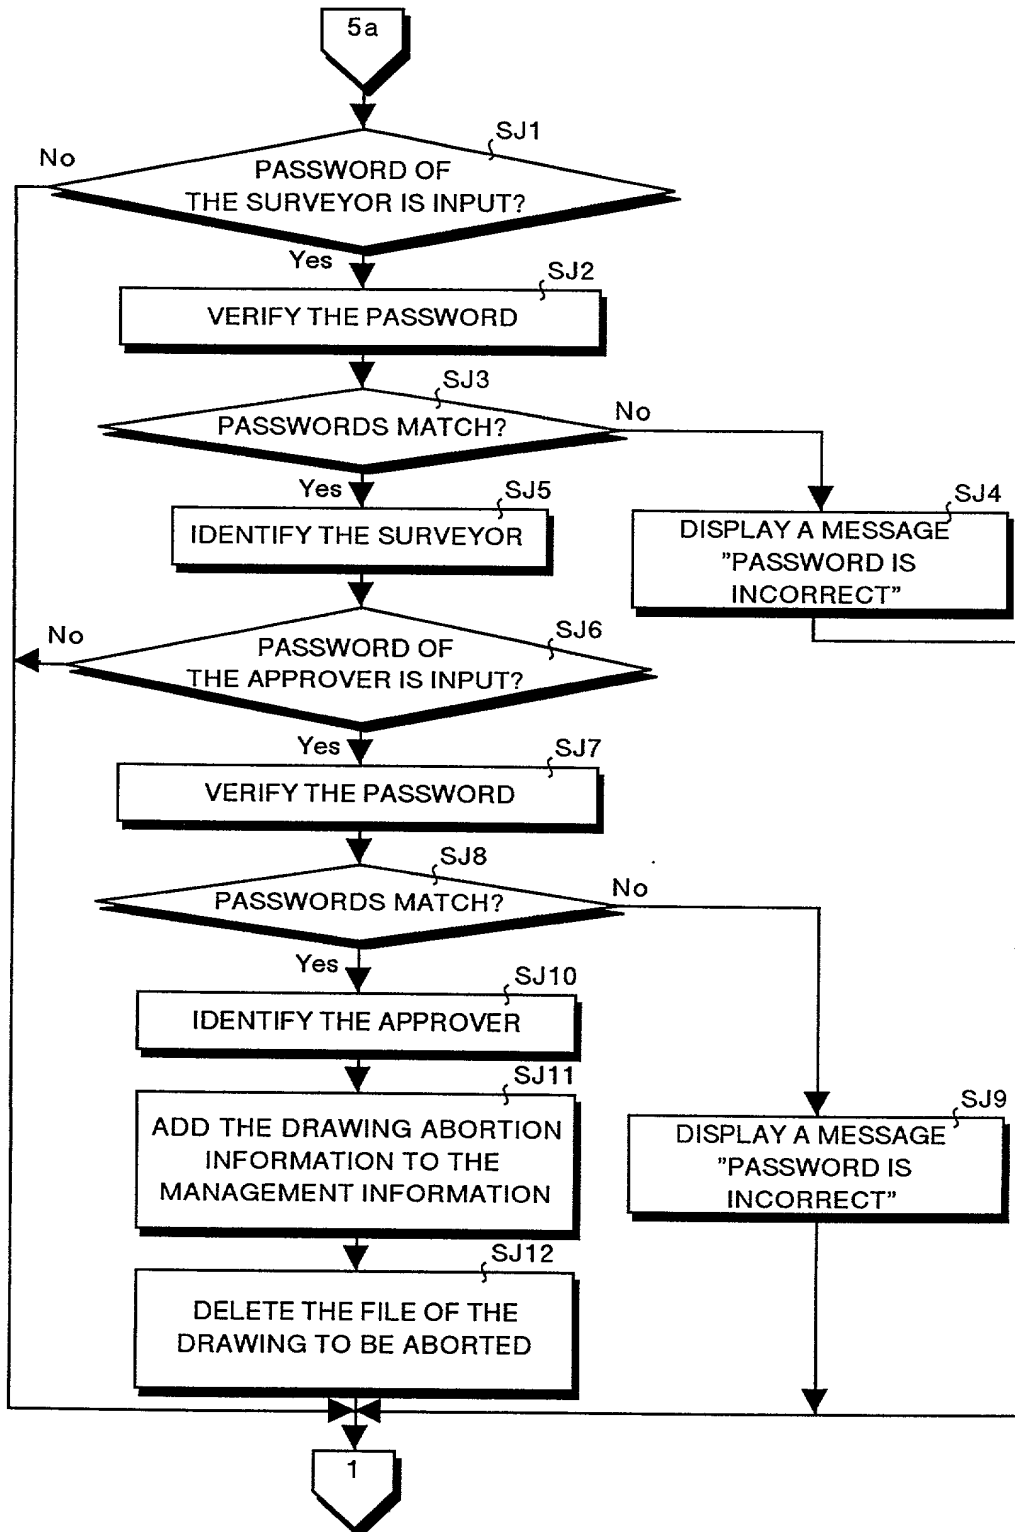 5a
SJ1
No
PASSWORD OF
THE SURVEYOR IS INPUT?
Yes
SJ2
VERIFY THE PASSWORD
SJ3
PASSWORDS MATCH?
No
Yes
SJ5
IDENTIFY THE SURVEYOR
SJ4
DISPLAY A MESSAGE
"PASSWORD IS
INCORRECT"
SJ6
No
PASSWORD OF
THE APPROVER IS INPUT?
Yes
SJ7
VERIFY THE PASSWORD
SJ8
PASSWORDS MATCH?
No
Yes
SJ10
IDENTIFY THE APPROVER
SJ11
ADD THE DRAWING ABORTION
INFORMATION TO THE
MANAGEMENT INFORMATION
SJ9
DISPLAY A MESSAGE
"PASSWORD IS
INCORRECT"
SJ12
DELETE THE FILE OF THE
DRAWING TO BE ABORTED
1